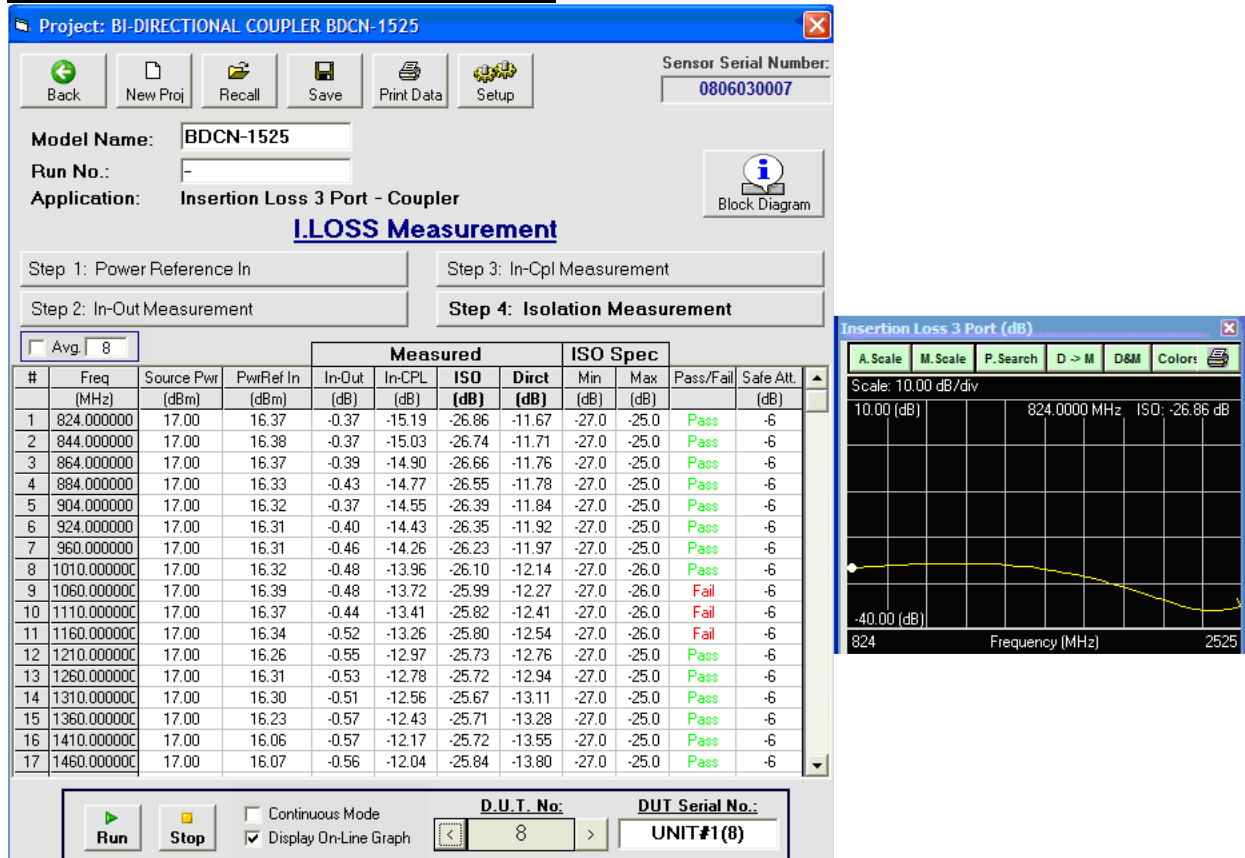 Project: BI-DIRECTIONAL COUPLER BDCN-1525
Back New Proj Recall Save Print Data Setup
Sensor Serial Number:
0806030007
Model Name: BDCN-1525
Run No.: -
Application: Insertion Loss 3 Port - Coupler
Block Diagram
I.LOSS Measurement
Step 1: Power Reference In Step 3: In-Cpl Measurement
Step 2: In-Out Measurement Step 4: Isolation Measurement
Avg. 8
Measured ISO Spec
# Freq Source Pwr PwrRef In In-Out In-CPL ISO Dirct Min Max Pass/Fail Safe Att.
(MHz) (dBm) (dBm) (dB) (dB) (dB) (dB) (dB) (dB) (dB)
1 824.000000 17.00 16.37 -0.37 -15.19 -26.86 -11.67 -27.0 -25.0 Pass -6
2 844.000000 17.00 16.38 -0.37 -15.03 -26.74 -11.71 -27.0 -25.0 Pass -6
3 864.000000 17.00 16.37 -0.39 -14.90 -26.66 -11.76 -27.0 -25.0 Pass -6
4 884.000000 17.00 16.33 -0.43 -14.77 -26.55 -11.78 -27.0 -25.0 Pass -6
5 904.000000 17.00 16.32 -0.37 -14.55 -26.39 -11.84 -27.0 -25.0 Pass -6
6 924.000000 17.00 16.31 -0.40 -14.43 -26.35 -11.92 -27.0 -25.0 Pass -6
7 960.000000 17.00 16.31 -0.46 -14.26 -26.23 -11.97 -27.0 -25.0 Pass -6
8 1010.00000C 17.00 16.32 -0.48 -13.96 -26.10 -12.14 -27.0 -26.0 Pass -6
9 1060.00000C 17.00 16.39 -0.48 -13.72 -25.99 -12.27 -27.0 -26.0 Fail -6
10 1110.00000C 17.00 16.37 -0.44 -13.41 -25.82 -12.41 -27.0 -26.0 Fail -6
11 1160.00000C 17.00 16.34 -0.52 -13.26 -25.80 -12.54 -27.0 -26.0 Fail -6
12 1210.00000C 17.00 16.26 -0.55 -12.97 -25.73 -12.76 -27.0 -25.0 Pass -6
13 1260.00000C 17.00 16.31 -0.53 -12.78 -25.72 -12.94 -27.0 -25.0 Pass -6
14 1310.00000C 17.00 16.30 -0.51 -12.56 -25.67 -13.11 -27.0 -25.0 Pass -6
15 1360.00000C 17.00 16.23 -0.57 -12.43 -25.71 -13.28 -27.0 -25.0 Pass -6
16 1410.00000C 17.00 16.06 -0.57 -12.17 -25.72 -13.55 -27.0 -25.0 Pass -6
17 1460.00000C 17.00 16.07 -0.56 -12.04 -25.84 -13.80 -27.0 -25.0 Pass -6
Run Stop
Continuous Mode
Display On-Line Graph
D.U.T. No:
< 8 >
DUT Serial No.:
UNIT#1(8)
Insertion Loss 3 Port (dB)
A.Scale M.Scale P.Search D -> M D&M Colors
Scale: 10.00 dB/div
10.00 (dB) 824.0000 MHz ISO: -26.86 dB
-40.00 (dB)
824 Frequency (MHz) 2525